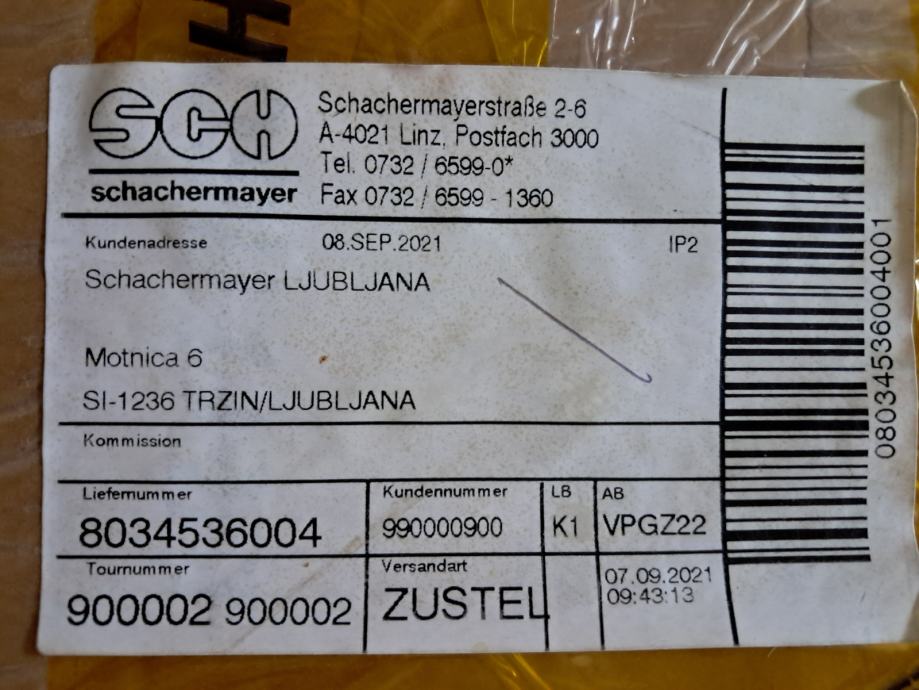 H
SCH
schachermayer
Schachermayerstraße 2-6
A-4021 Linz, Postfach 3000
Tel. 0732 / 6599-0*
Fax 0732 / 6599 - 1360
Kundenadresse 08.SEP.2021 IP2
Schachermayer LJUBLJANA
Motnica 6
SI-1236 TRZIN/LJUBLJANA
Kommission
Liefernummer Kundennummer LB AB
8034536004 990000900 K1 VPGZ22
Tournummer Versandart 07.09.2021
900002 900002 ZUSTEL 09:43:13
08034536004001